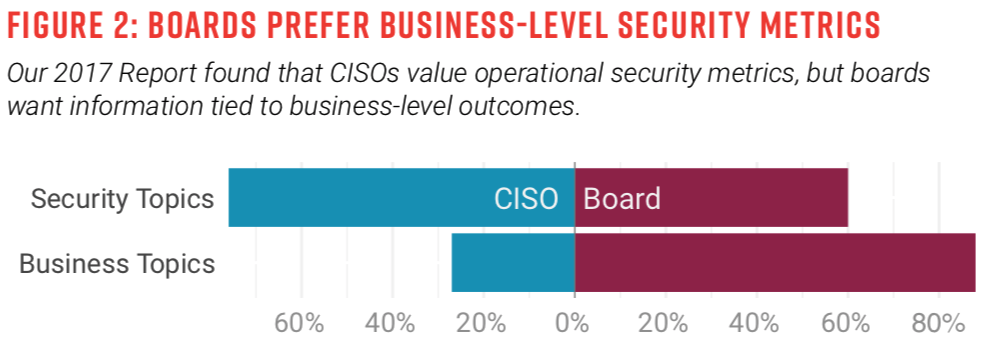 FIGURE 2: BOARDS PREFER BUSINESS-LEVEL SECURITY METRICS
Our 2017 Report found that CISOs value operational security metrics, but boards
want information tied to business-level outcomes.
Security Topics CISO Board
Business Topics
60% 40% 20% 0% 20% 40% 60% 80%